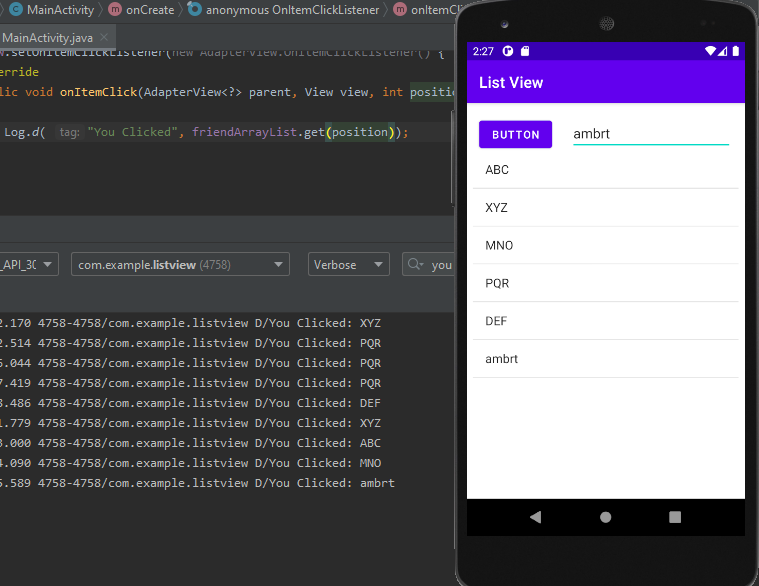 MainActivity onCreate anonymous OnItemClickListener
MainActivity.java
.setOnItemClickListener(new AdapterView.OnItemClickListener() {
erride
lic void onItemClick(AdapterView<?> parent, View view, int positic
Log.d( tag: "You Clicked", friendArrayList.get(position));
_API_30
com.example.listview (4758)
Verbose
you
2.170 4758-4758/com.example.listview D/You Clicked: XYZ
2.514 4758-4758/com.example.listview D/You Clicked: PQR
6.044 4758-4758/com.example.listview D/You Clicked: PQR
7.419 4758-4758/com.example.listview D/You Clicked: PQR
8.486 4758-4758/com.example.listview D/You Clicked: DEF
1.779 4758-4758/com.example.listview D/You Clicked: XYZ
3.000 4758-4758/com.example.listview D/You Clicked: ABC
4.090 4758-4758/com.example.listview D/You Clicked: MNO
5.589 4758-4758/com.example.listview D/You Clicked: ambrt
2:27
List View
BUTTON
ambrt
ABC
XYZ
MNO
PQR
DEF
ambrt